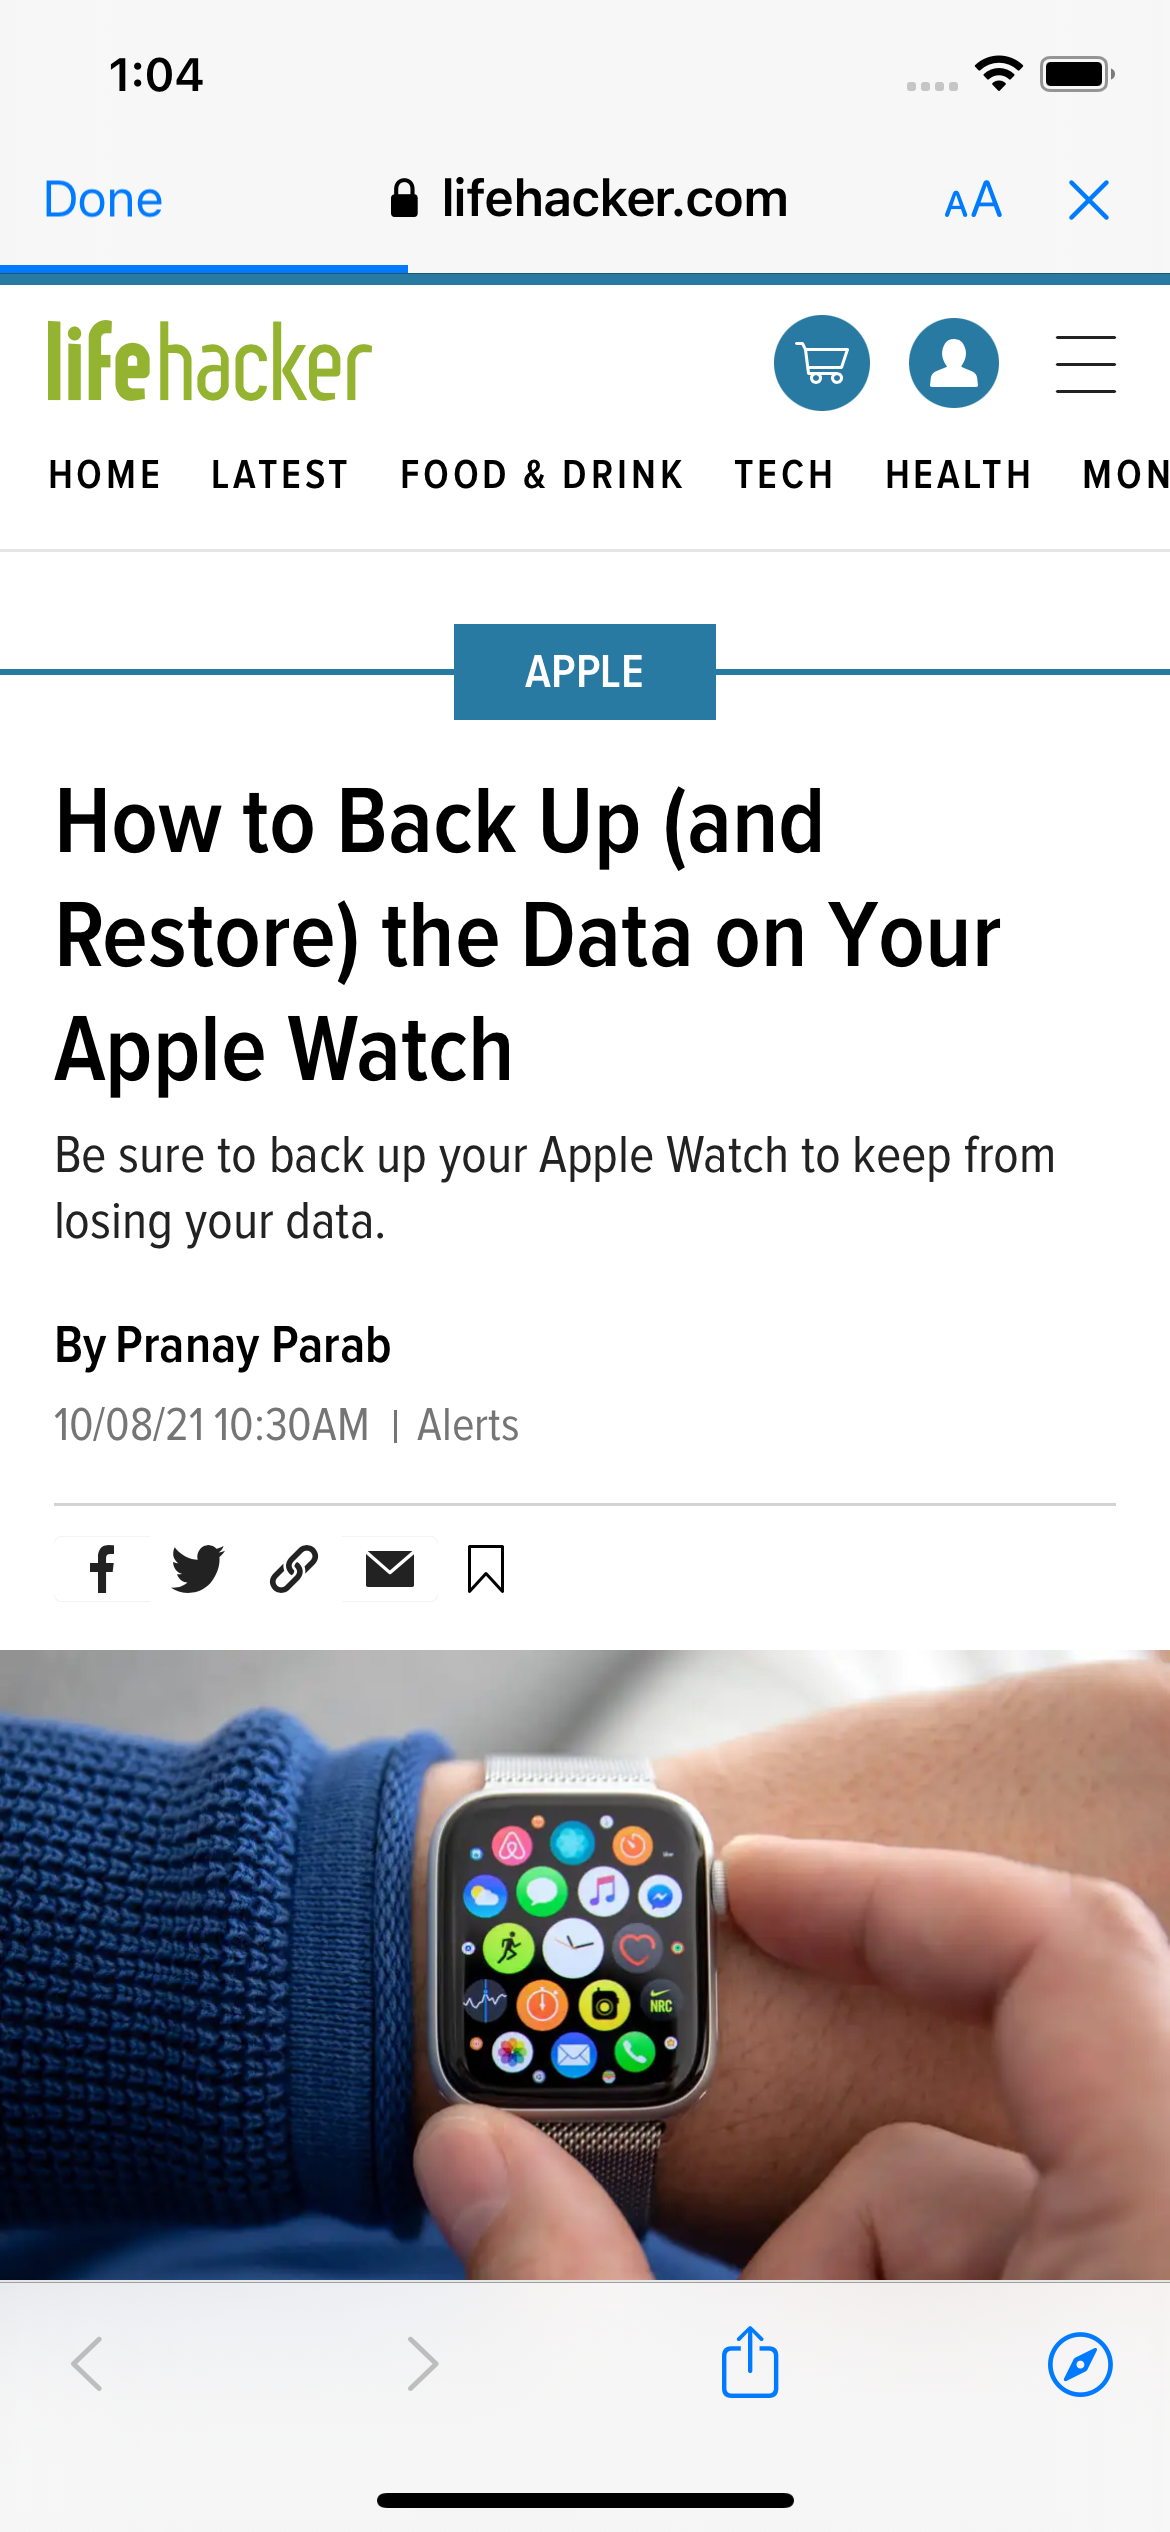 1:04
Done lifehacker.com AA
lifehacker
HOME LATEST FOOD & DRINK TECH HEALTH MON
APPLE
How to Back Up (and
Restore) the Data on Your
Apple Watch
Be sure to back up your Apple Watch to keep from
losing your data.
By Pranay Parab
10/08/21 10:30AM | Alerts
NRC